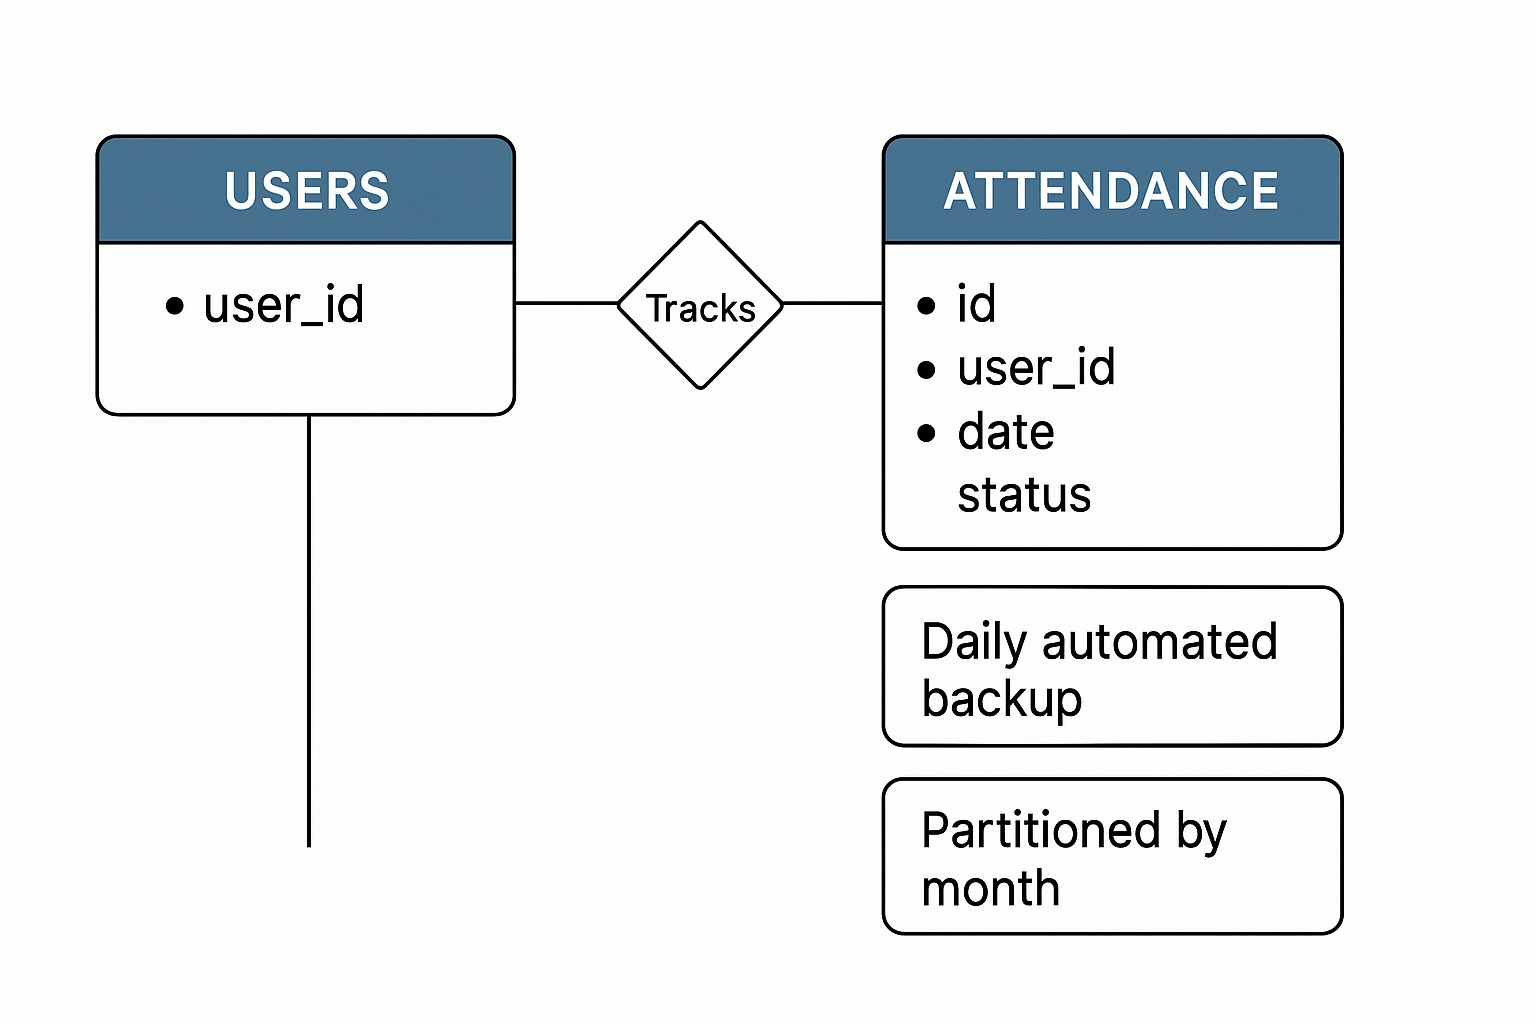 USERS
• user_id
Tracks
ATTENDANCE
• id
• user_id
• date
status
Daily automated
backup
Partitioned by
month